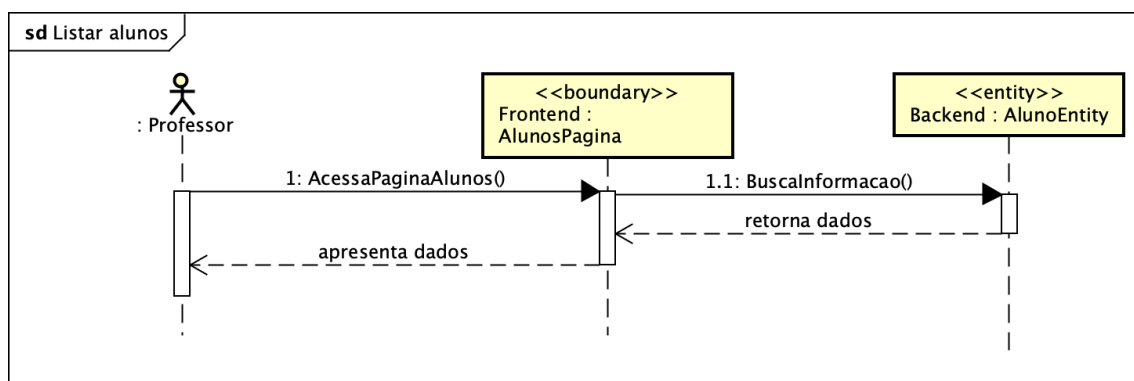 sd Listar alunos
: Professor
<<boundary>>
Frontend :
AlunosPagina
<<entity>>
Backend : AlunoEntity
1: AcessaPaginaAlunos()
1.1: BuscaInformacao()
retorna dados
apresenta dados